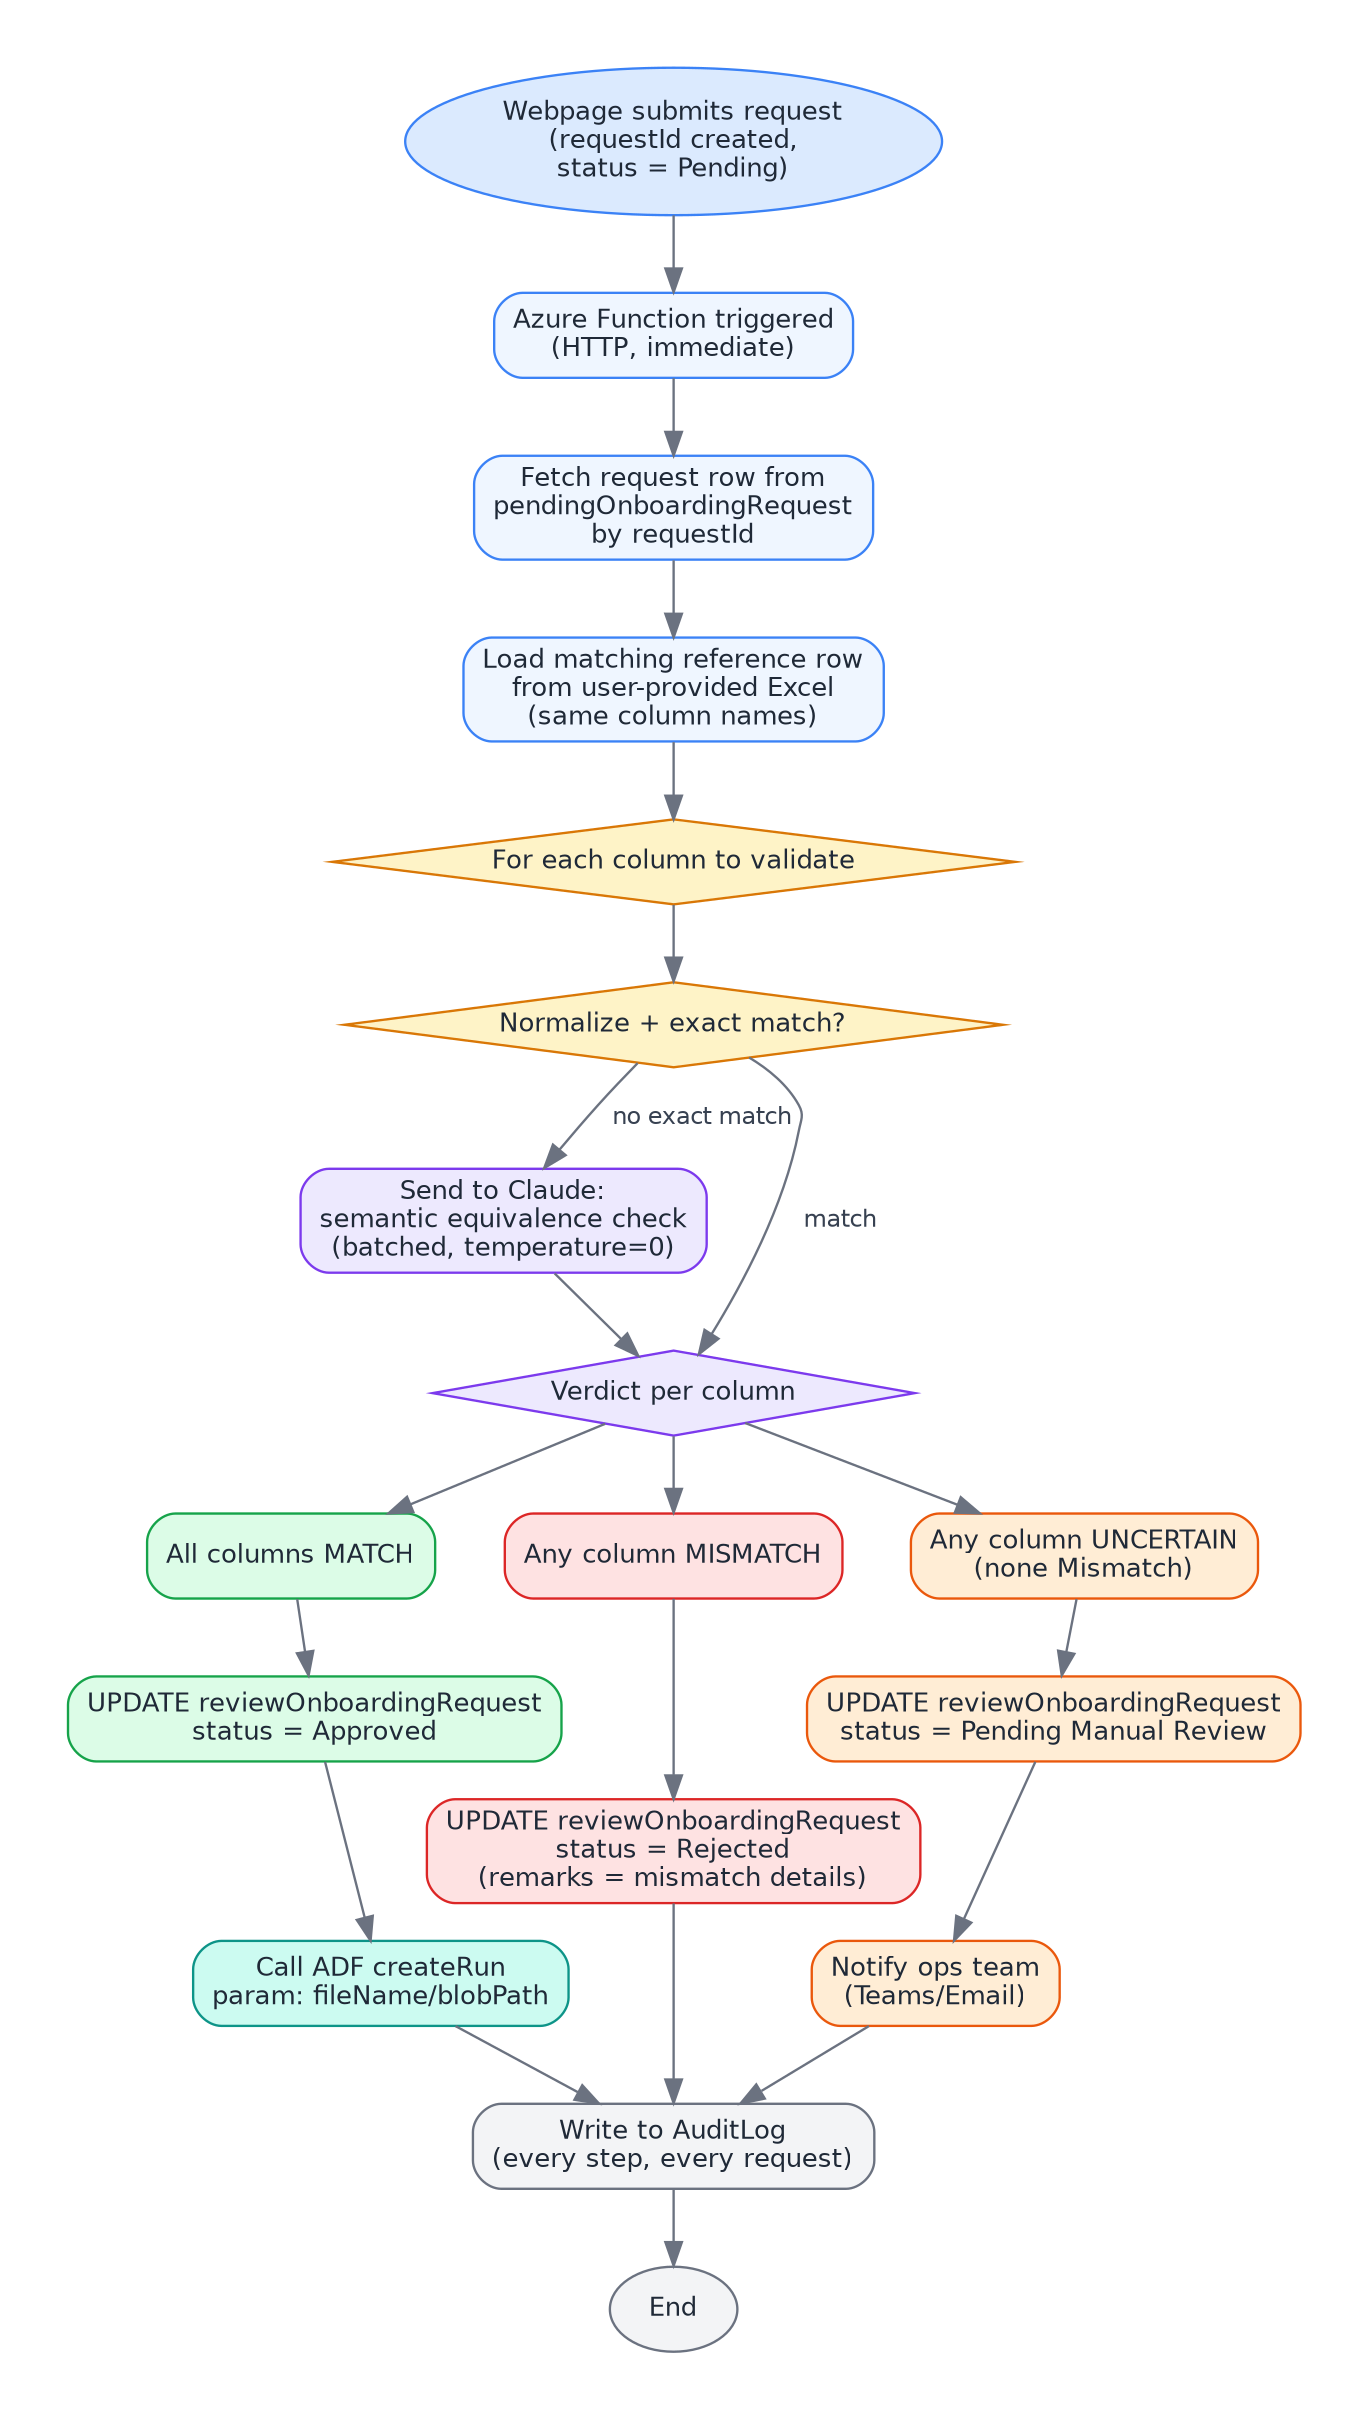 Webpage submits request
(requestId created,
status = Pending)
Azure Function triggered
(HTTP, immediate)
Fetch request row from
pendingOnboardingRequest
by requestId
Load matching reference row
from user-provided Excel
(same column names)
For each column to validate
Normalize + exact match?
no exact match
Send to Claude:
semantic equivalence check
(batched, temperature=0)
match
Verdict per column
All columns MATCH
Any column MISMATCH
Any column UNCERTAIN
(none Mismatch)
UPDATE reviewOnboardingRequest
status = Approved
UPDATE reviewOnboardingRequest
status = Pending Manual Review
UPDATE reviewOnboardingRequest
status = Rejected
(remarks = mismatch details)
Call ADF createRun
param: fileName/blobPath
Notify ops team
(Teams/Email)
Write to AuditLog
(every step, every request)
End